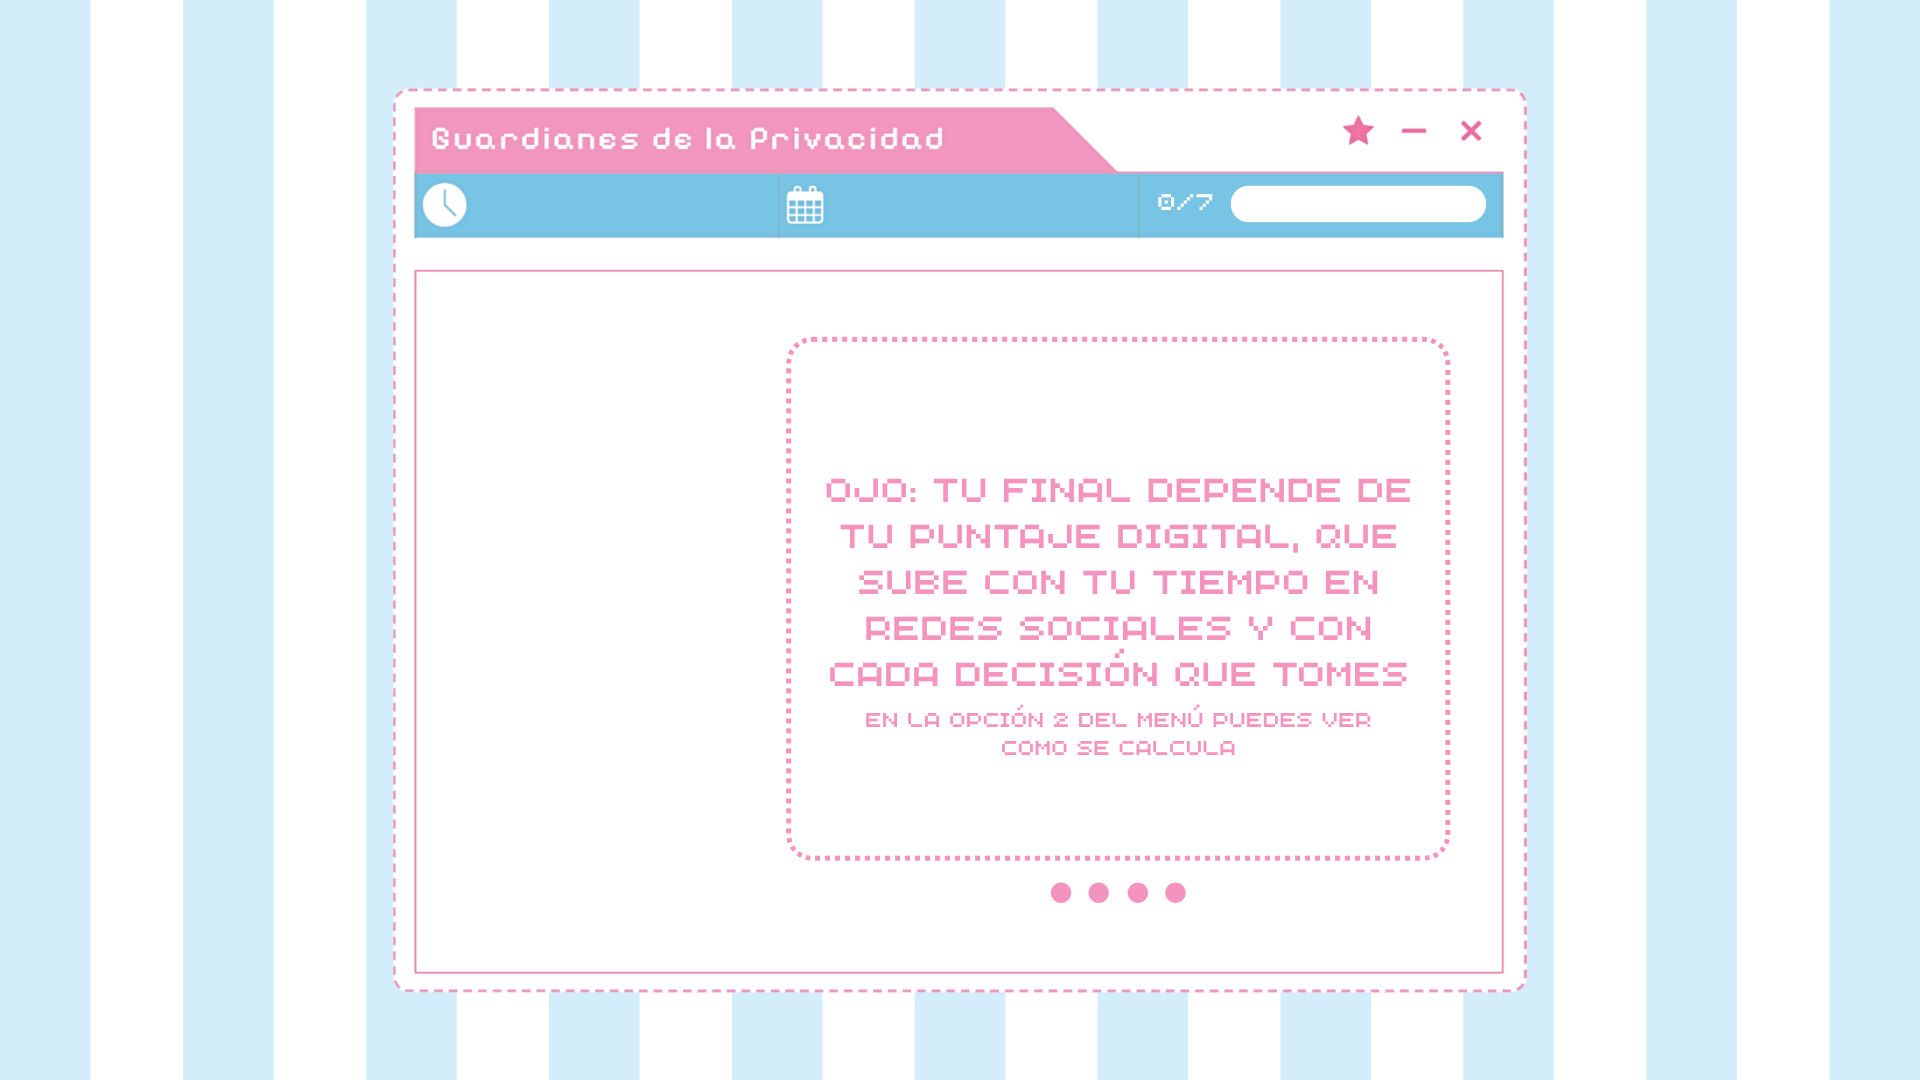 Guardianes de la Privacidad
0/7
OJO: TU FINAL DEPENDE DE
TU PUNTAJE DIGITAL, QUE
SUBE CON TU TIEMPO EN
REDES SOCIALES Y CON
CADA DECISIÓN QUE TOMES
EN LA OPCIÓN 2 DEL MENÚ PUEDES VER
COMO SE CALCULA